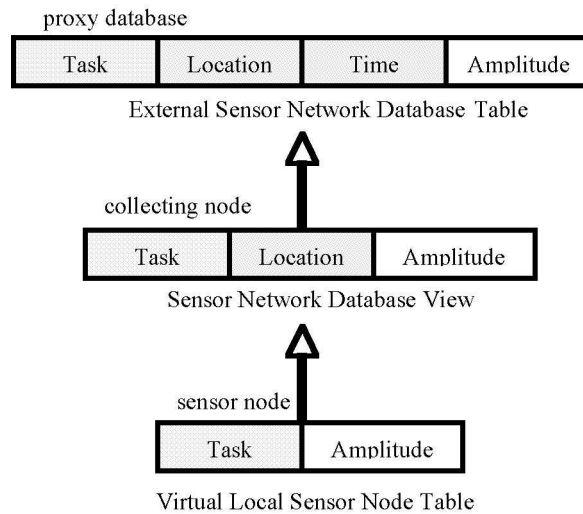 proxy database
Task Location Time Amplitude
External Sensor Network Database Table
collecting node
Task Location Amplitude
Sensor Network Database View
sensor node
Task Amplitude
Virtual Local Sensor Node Table